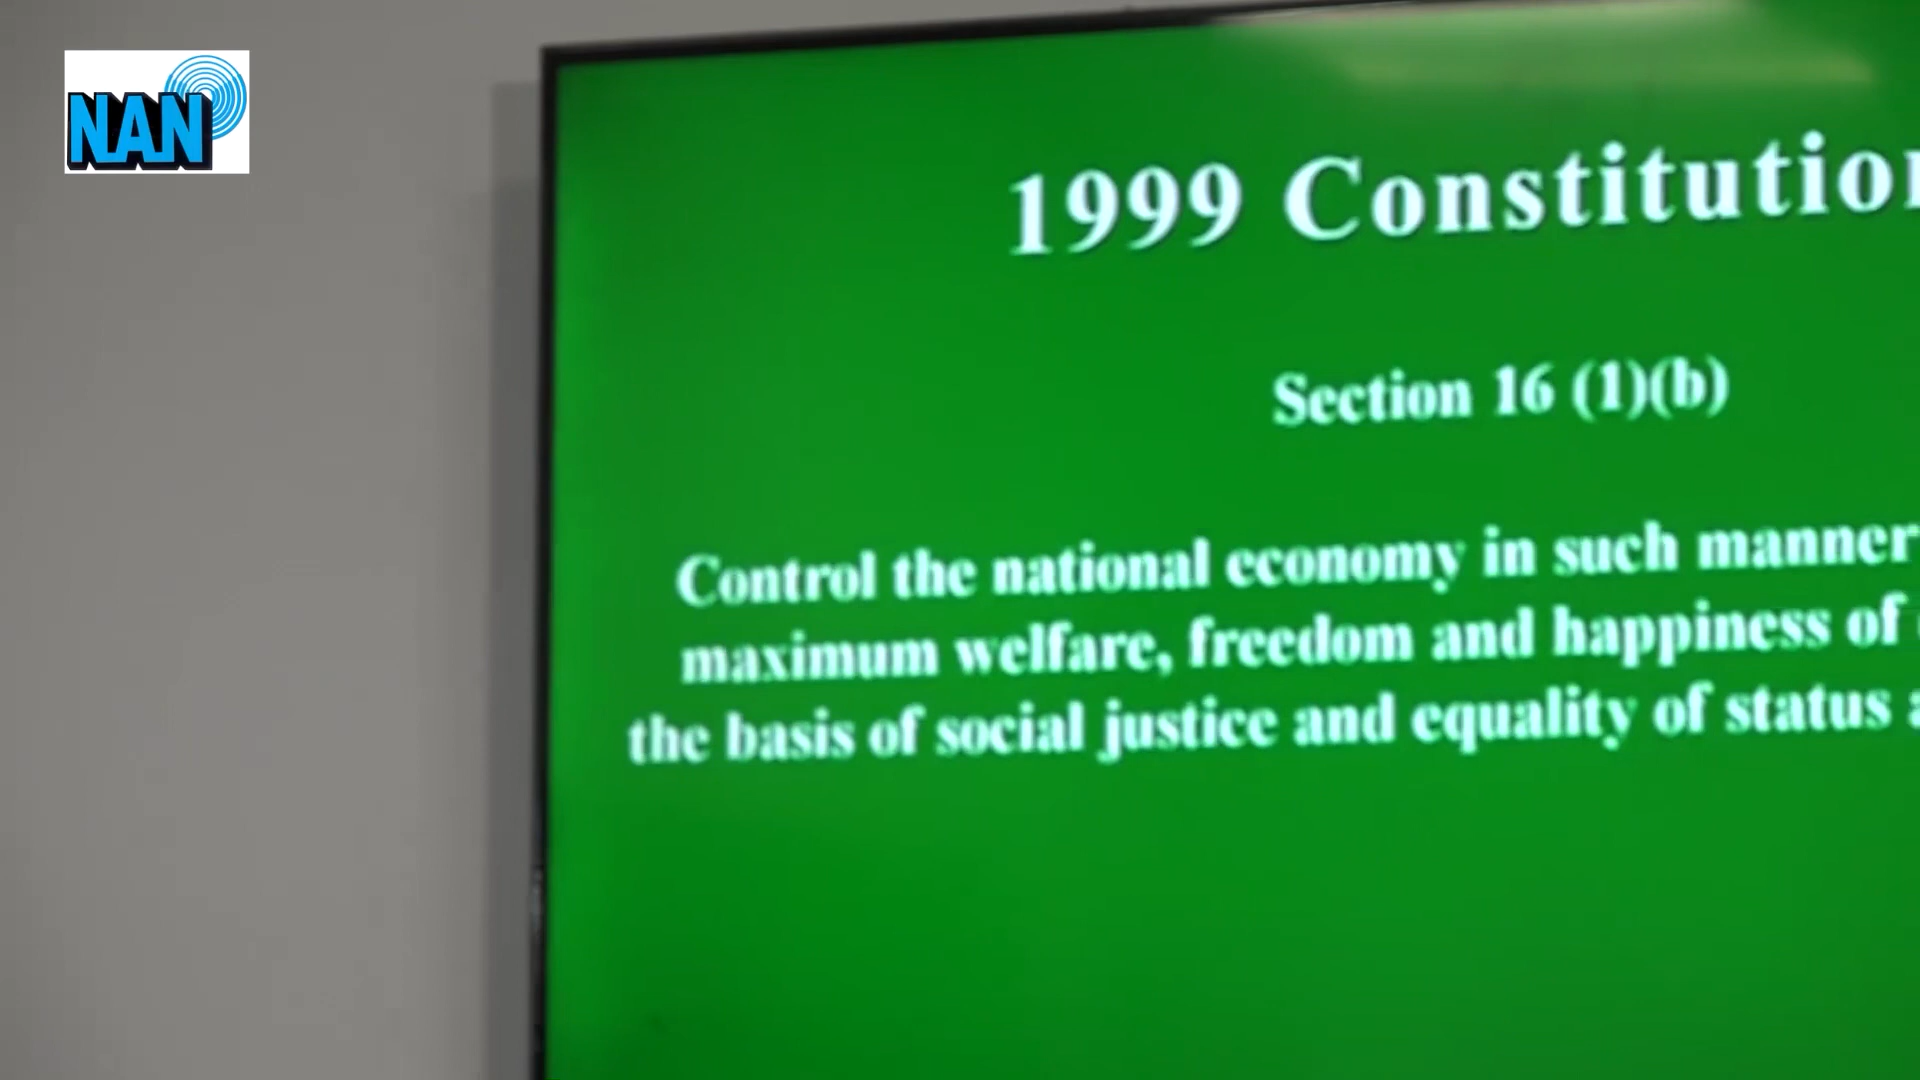 NAN
1999 Constitution
Section 16 (1)(b)
Control the national economy in such manner
maximum welfare, freedom and happiness of
the basis of social justice and equality of status